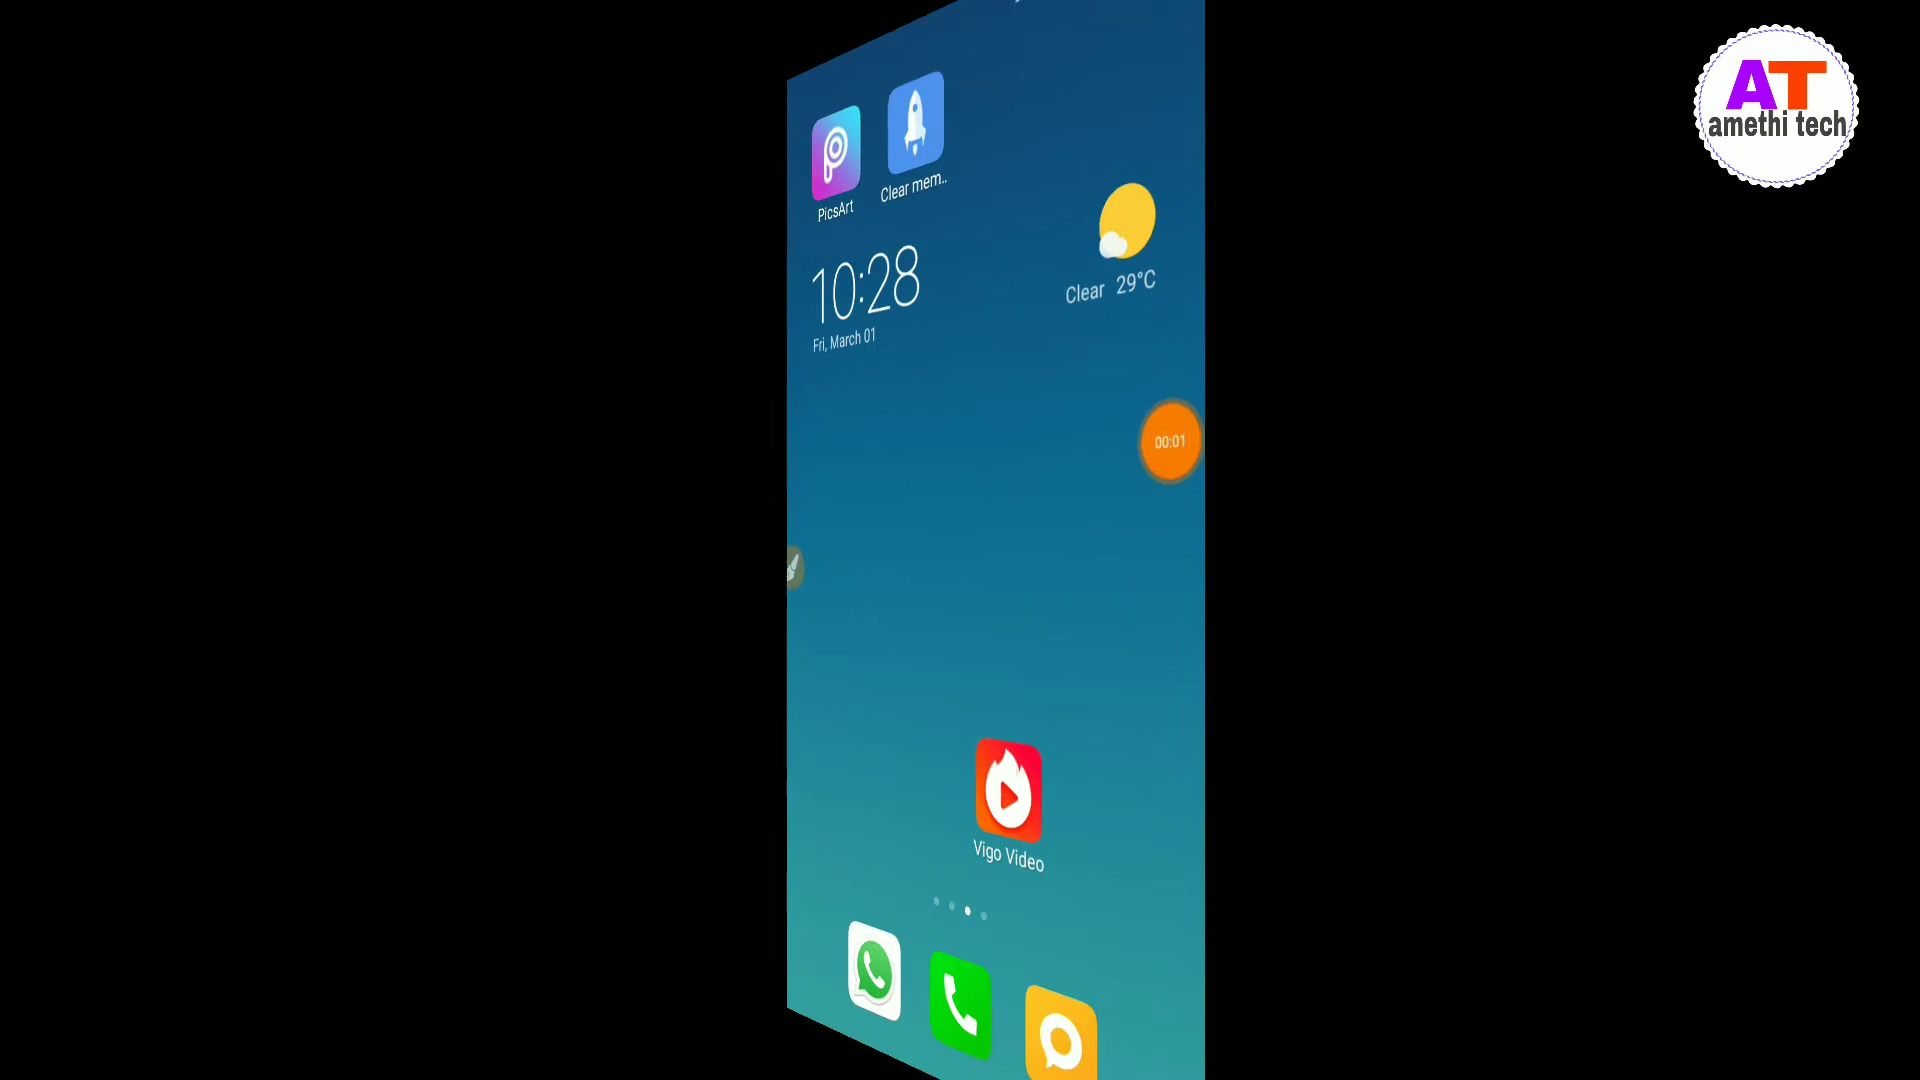 AT
amethi tech
PicsArt
Clear mem..
10:28
Fri, March 01
Clear 29°C
00:01
Vigo Video